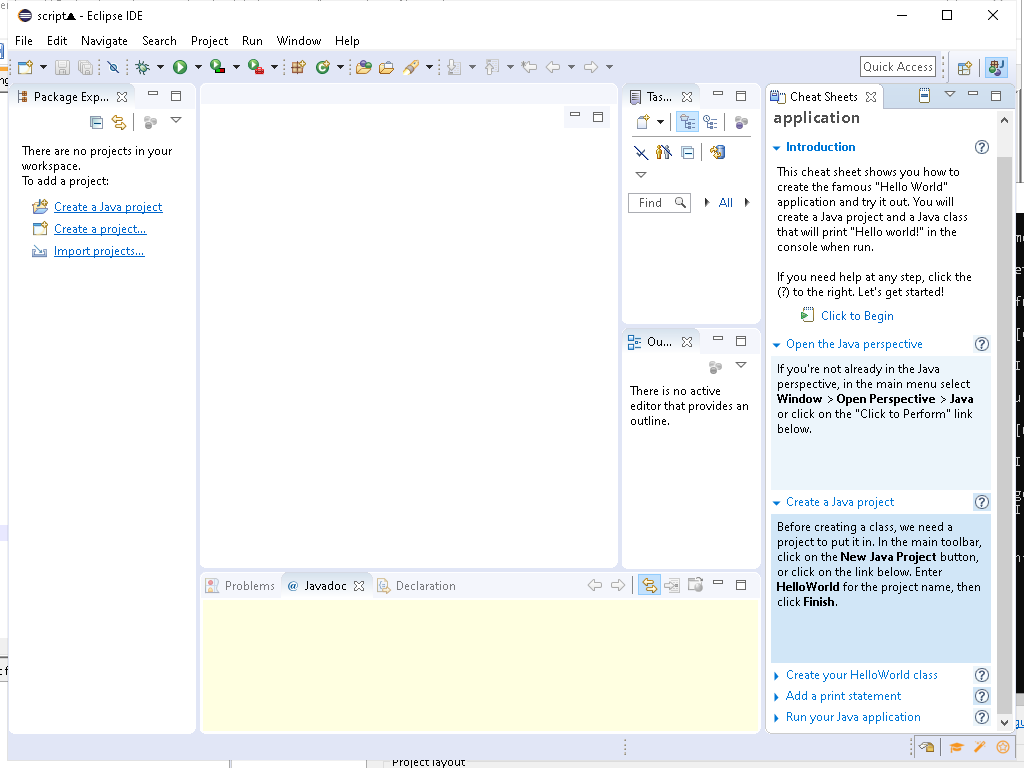 script▲ - Eclipse IDE
File Edit Navigate Search Project Run Window Help
Quick Access
Package Exp...
There are no projects in your
workspace.
To add a project:
Create a Java project
Create a project...
Import projects...
Tas...
Find
All
Ou...
There is no active
editor that provides an
outline.
Problems
@ Javadoc
Declaration
Cheat Sheets
application
Introduction
This cheat sheet shows you how to
create the famous "Hello World"
application and try it out. You will
create a Java project and a Java class
that will print "Hello world!" in the
console when run.
If you need help at any step, click the
(?) to the right. Let's get started!
Click to Begin
Open the Java perspective
If you're not already in the Java
perspective, in the main menu select
Window > Open Perspective > Java
or click on the "Click to Perform" link
below.
Create a Java project
Before creating a class, we need a
project to put it in. In the main toolbar,
click on the New Java Project button,
or click on the link below. Enter
HelloWorld for the project name, then
click Finish.
Create your HelloWorld class
Add a print statement
Run your Java application
Project layout